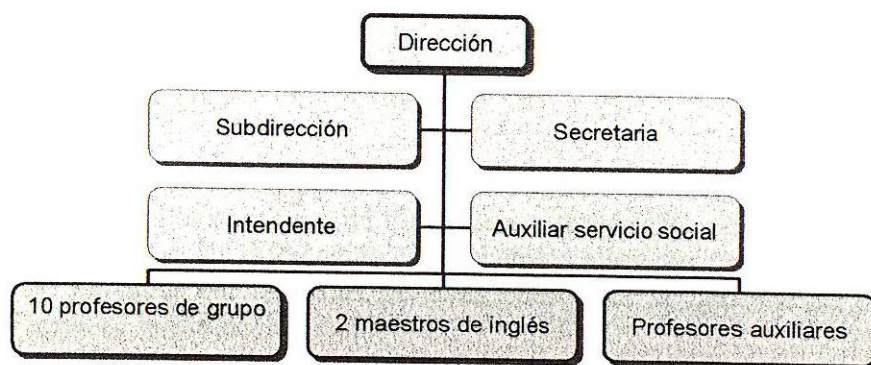 Dirección
Subdirección
Secretaria
Intendente
Auxiliar servicio social
10 profesores de grupo
2 maestros de inglés
Profesores auxiliares